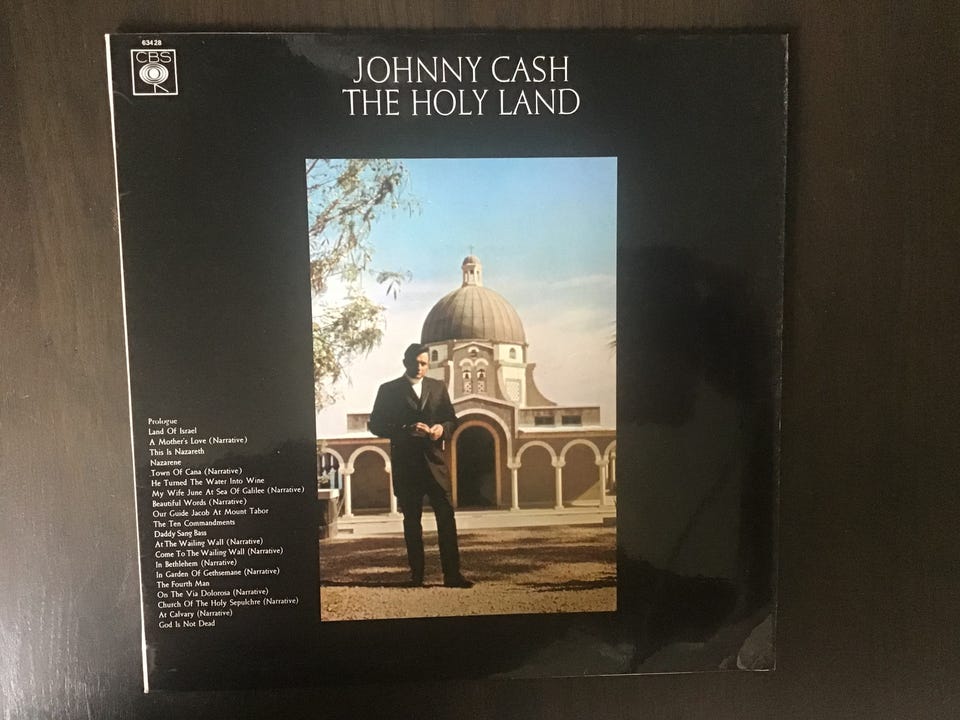 63428
CBS
JOHNNY CASH
THE HOLY LAND
Prologue
Land Of Israel
A Mother's Love (Narrative)
This Is Nazareth
Nazarene
Town Of Cana (Narrative)
He Turned The Water Into Wine
My Wife June At Sea Of Galilee (Narrative)
Beautiful Words (Narrative)
Our Guide Jacob At Mount Tabor
The Ten Commandments
Daddy Sang Bass
At The Wailing Wall (Narrative)
Come To The Wailing Wall (Narrative)
In Bethlehem (Narrative)
In Garden Of Gethsemane (Narrative)
The Fourth Man
On The Via Dolorosa (Narrative)
Church Of The Holy Sepulchre (Narrative)
At Calvary (Narrative)
God Is Not Dead